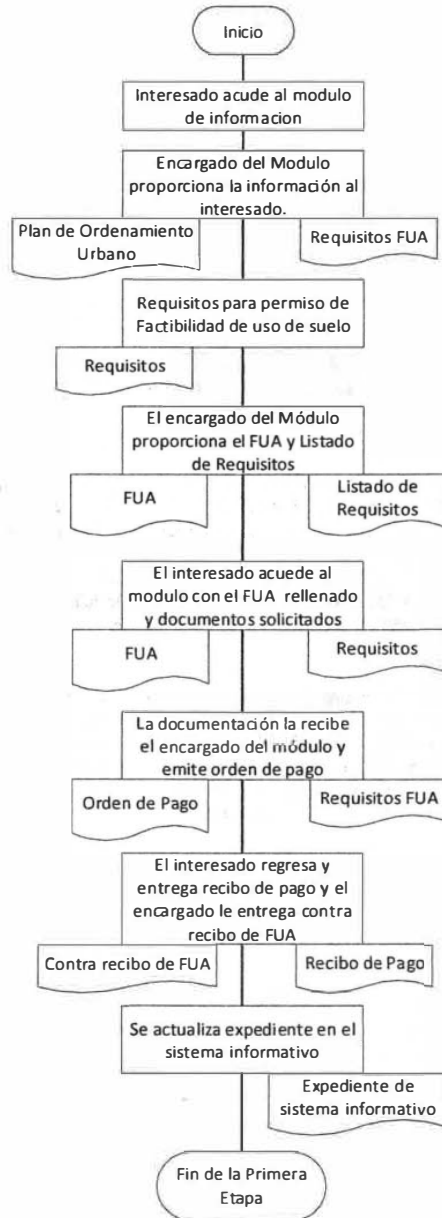 Inicio
Interesado acude al modulo
de informacion
Encargado del Modulo
proporciona la información al
interesado.
Plan de Ordenamiento
Urbano
Requisitos FUA
Requisitos para permiso de
Factibilidad de uso de suelo
Requisitos
El encargado del Módulo
proporciona el FUA y Listado
de Requisitos
FUA
Listado de
Requisitos
El interesado acuede al
modulo con el FUA rellenado
y documentos solicitados
FUA
Requisitos
La documentación la recibe
el encargado del módulo y
emite orden de pago
Orden de Pago
Requisitos FUA
El interesado regresa y
entrega recibo de pago y el
encargado le entrega contra
recibo de FUA
Contra recibo de FUA
Recibo de Pago
Se actualiza expediente en el
sistema informativo
Expediente de
sistema informativo
Fin de la Primera
Etapa